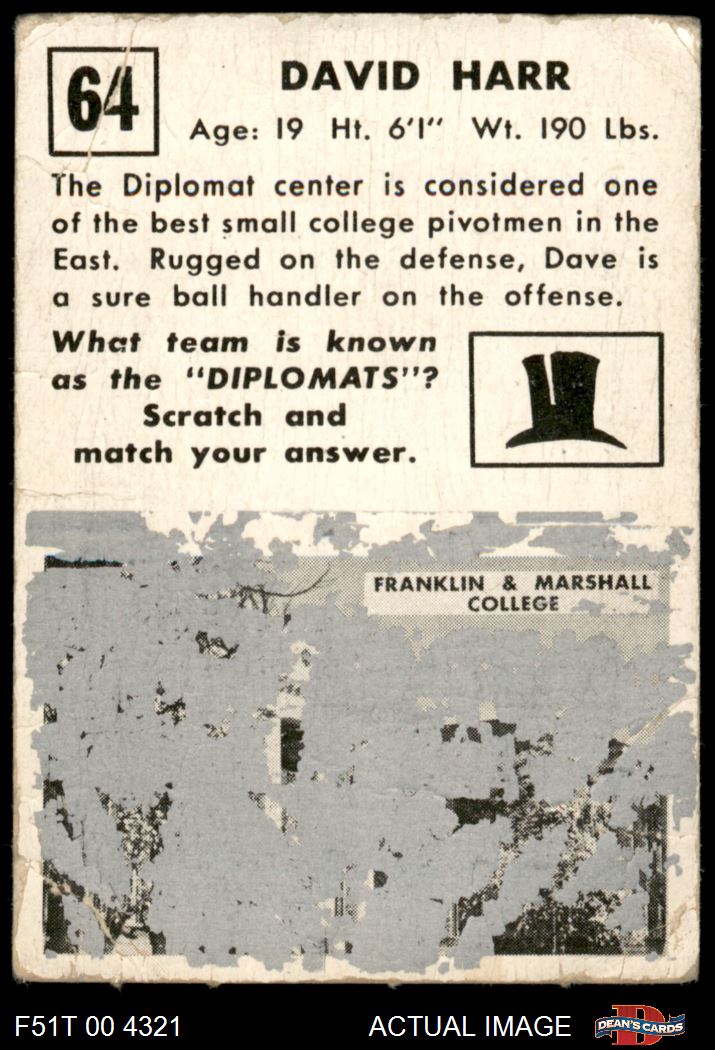 64
DAVID HARR
Age: 19 Ht. 6'1" Wt. 190 Lbs.
The Diplomat center is considered one
of the best small college pivotmen in the
East. Rugged on the defense, Dave is
a sure ball handler on the offense.
What team is known
as the "DIPLOMATS"?
Scratch and
match your answer.
FRANKLIN & MARSHALL
COLLEGE
F51T 00 4321
ACTUAL IMAGE
D
DEAN'S CARDS